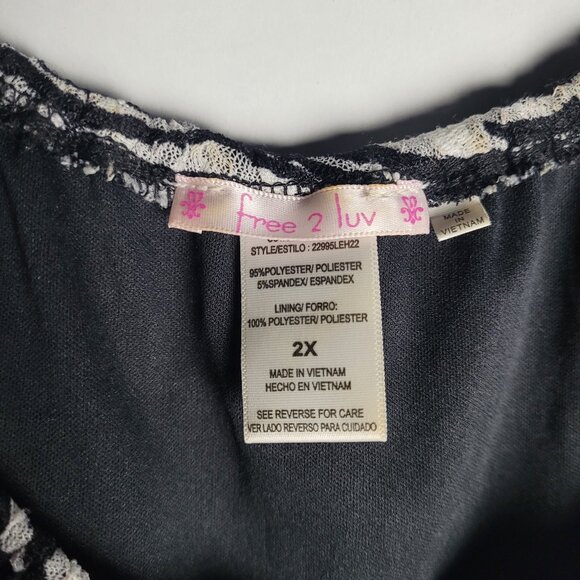 free 2 luv
MADE IN
VIETNAM
STYLE/ESTILO : 22995LEH22
95%POLYESTER/ POLIESTER
5%SPANDEX/ ESPANDEX
LINING/ FORRO:
100% POLYESTER/ POLIESTER
2X
MADE IN VIETNAM
HECHO EN VIETNAM
SEE REVERSE FOR CARE
VER LADO REVERSO PARA CUIDADO